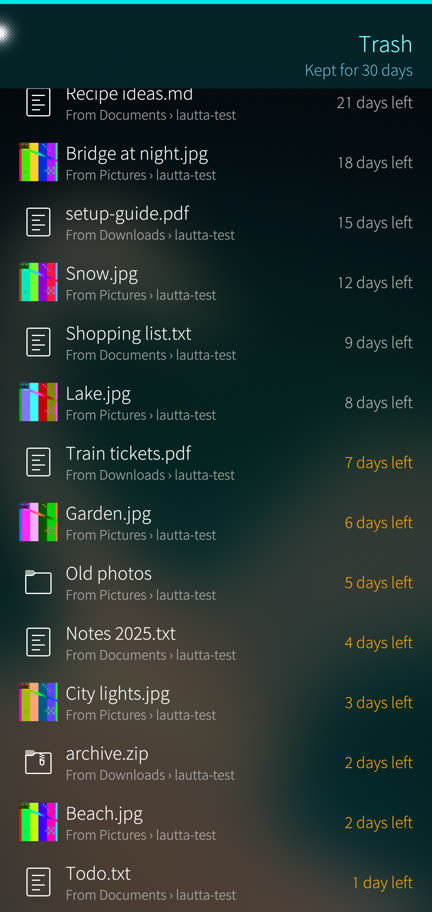 Trash
Kept for 30 days
Recipe ideas.md
21 days left
From Documents › lautta-test
Bridge at night.jpg
18 days left
From Pictures › lautta-test
setup-guide.pdf
15 days left
From Downloads › lautta-test
Snow.jpg
12 days left
From Pictures › lautta-test
Shopping list.txt
9 days left
From Documents › lautta-test
Lake.jpg
8 days left
From Pictures › lautta-test
Train tickets.pdf
7 days left
From Downloads › lautta-test
Garden.jpg
6 days left
From Pictures › lautta-test
Old photos
5 days left
From Pictures › lautta-test
Notes 2025.txt
4 days left
From Documents › lautta-test
City lights.jpg
3 days left
From Pictures › lautta-test
archive.zip
2 days left
From Downloads › lautta-test
Beach.jpg
2 days left
From Pictures › lautta-test
Todo.txt
1 day left
From Documents › lautta-test